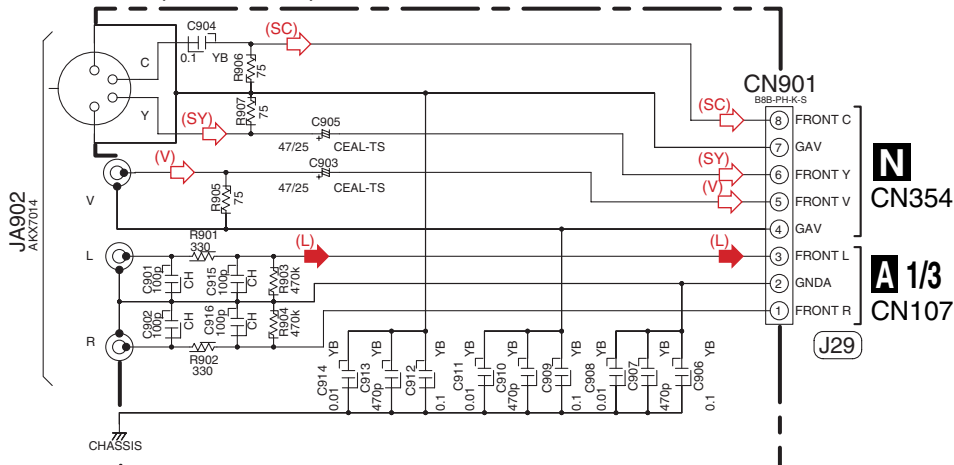 C904
(SC)
0.1 YB
C
R906
75
R907
75
Y
(SY)
C905
47/25 CEAL-TS
(V)
C903
47/25 CEAL-TS
R905
75
V
JA902
AKX7014
CN901
B8B-PH-K-S
(SC)
8 FRONT C
7 GAV
(SY)
6 FRONT Y
(V)
5 FRONT V
4 GAV
(L)
3 FRONT L
2 GNDA
1 FRONT R
N
CN354
A 1/3
CN107
J29
L
R901
330
(L)
C901
100p
CH
C915
100p
CH
R903
470k
C902
100p
CH
C916
100p
CH
R904
470k
R
R902
330
C914
0.01
YB
C913
470p
YB
C912
0.1
YB
C911
0.01
YB
C910
470p
YB
C909
0.1
YB
C908
0.01
YB
C907
470p
YB
C906
0.1
YB
CHASSIS